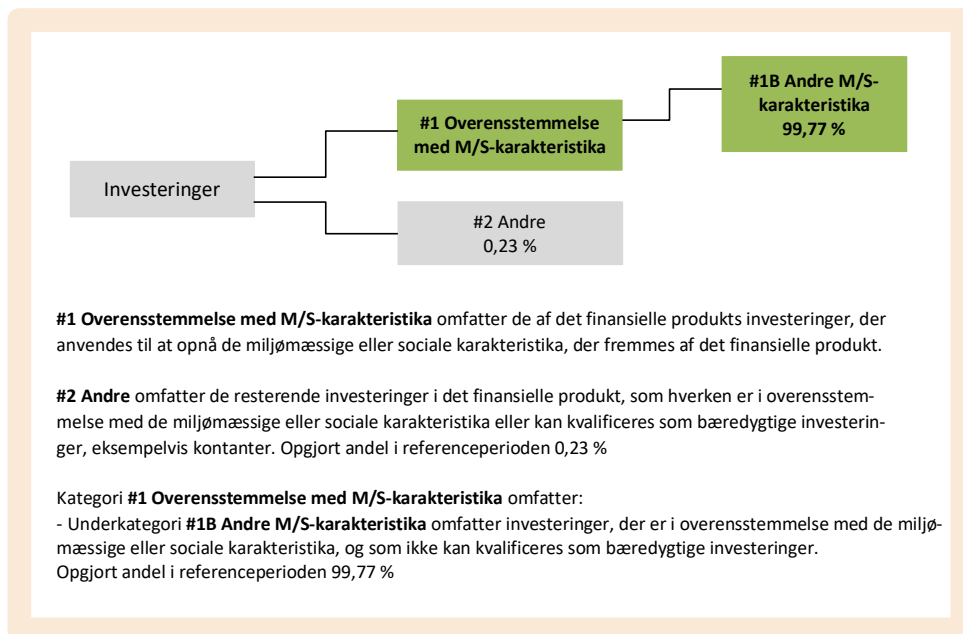 #1B Andre M/S-
karakteristika
99,77 %
#1 Overensstemmelse
med M/S-karakteristika
Investeringer
#2 Andre
0,23 %
#1 Overensstemmelse med M/S-karakteristika omfatter de af det finansielle produkts investeringer, der
anvendes til at opnå de miljømæssige eller sociale karakteristika, der fremmes af det finansielle produkt.
#2 Andre omfatter de resterende investeringer i det finansielle produkt, som hverken er i overensstem-
melse med de miljømæssige eller sociale karakteristika eller kan kvalificeres som bæredygtige investerin-
ger, eksempelvis kontanter. Opgjort andel i referenceperioden 0,23 %
Kategori #1 Overensstemmelse med M/S-karakteristika omfatter:
- Underkategori #1B Andre M/S-karakteristika omfatter investeringer, der er i overensstemmelse med de miljø-
mæssige eller sociale karakteristika, og som ikke kan kvalificeres som bæredygtige investeringer.
Opgjort andel i referenceperioden 99,77 %